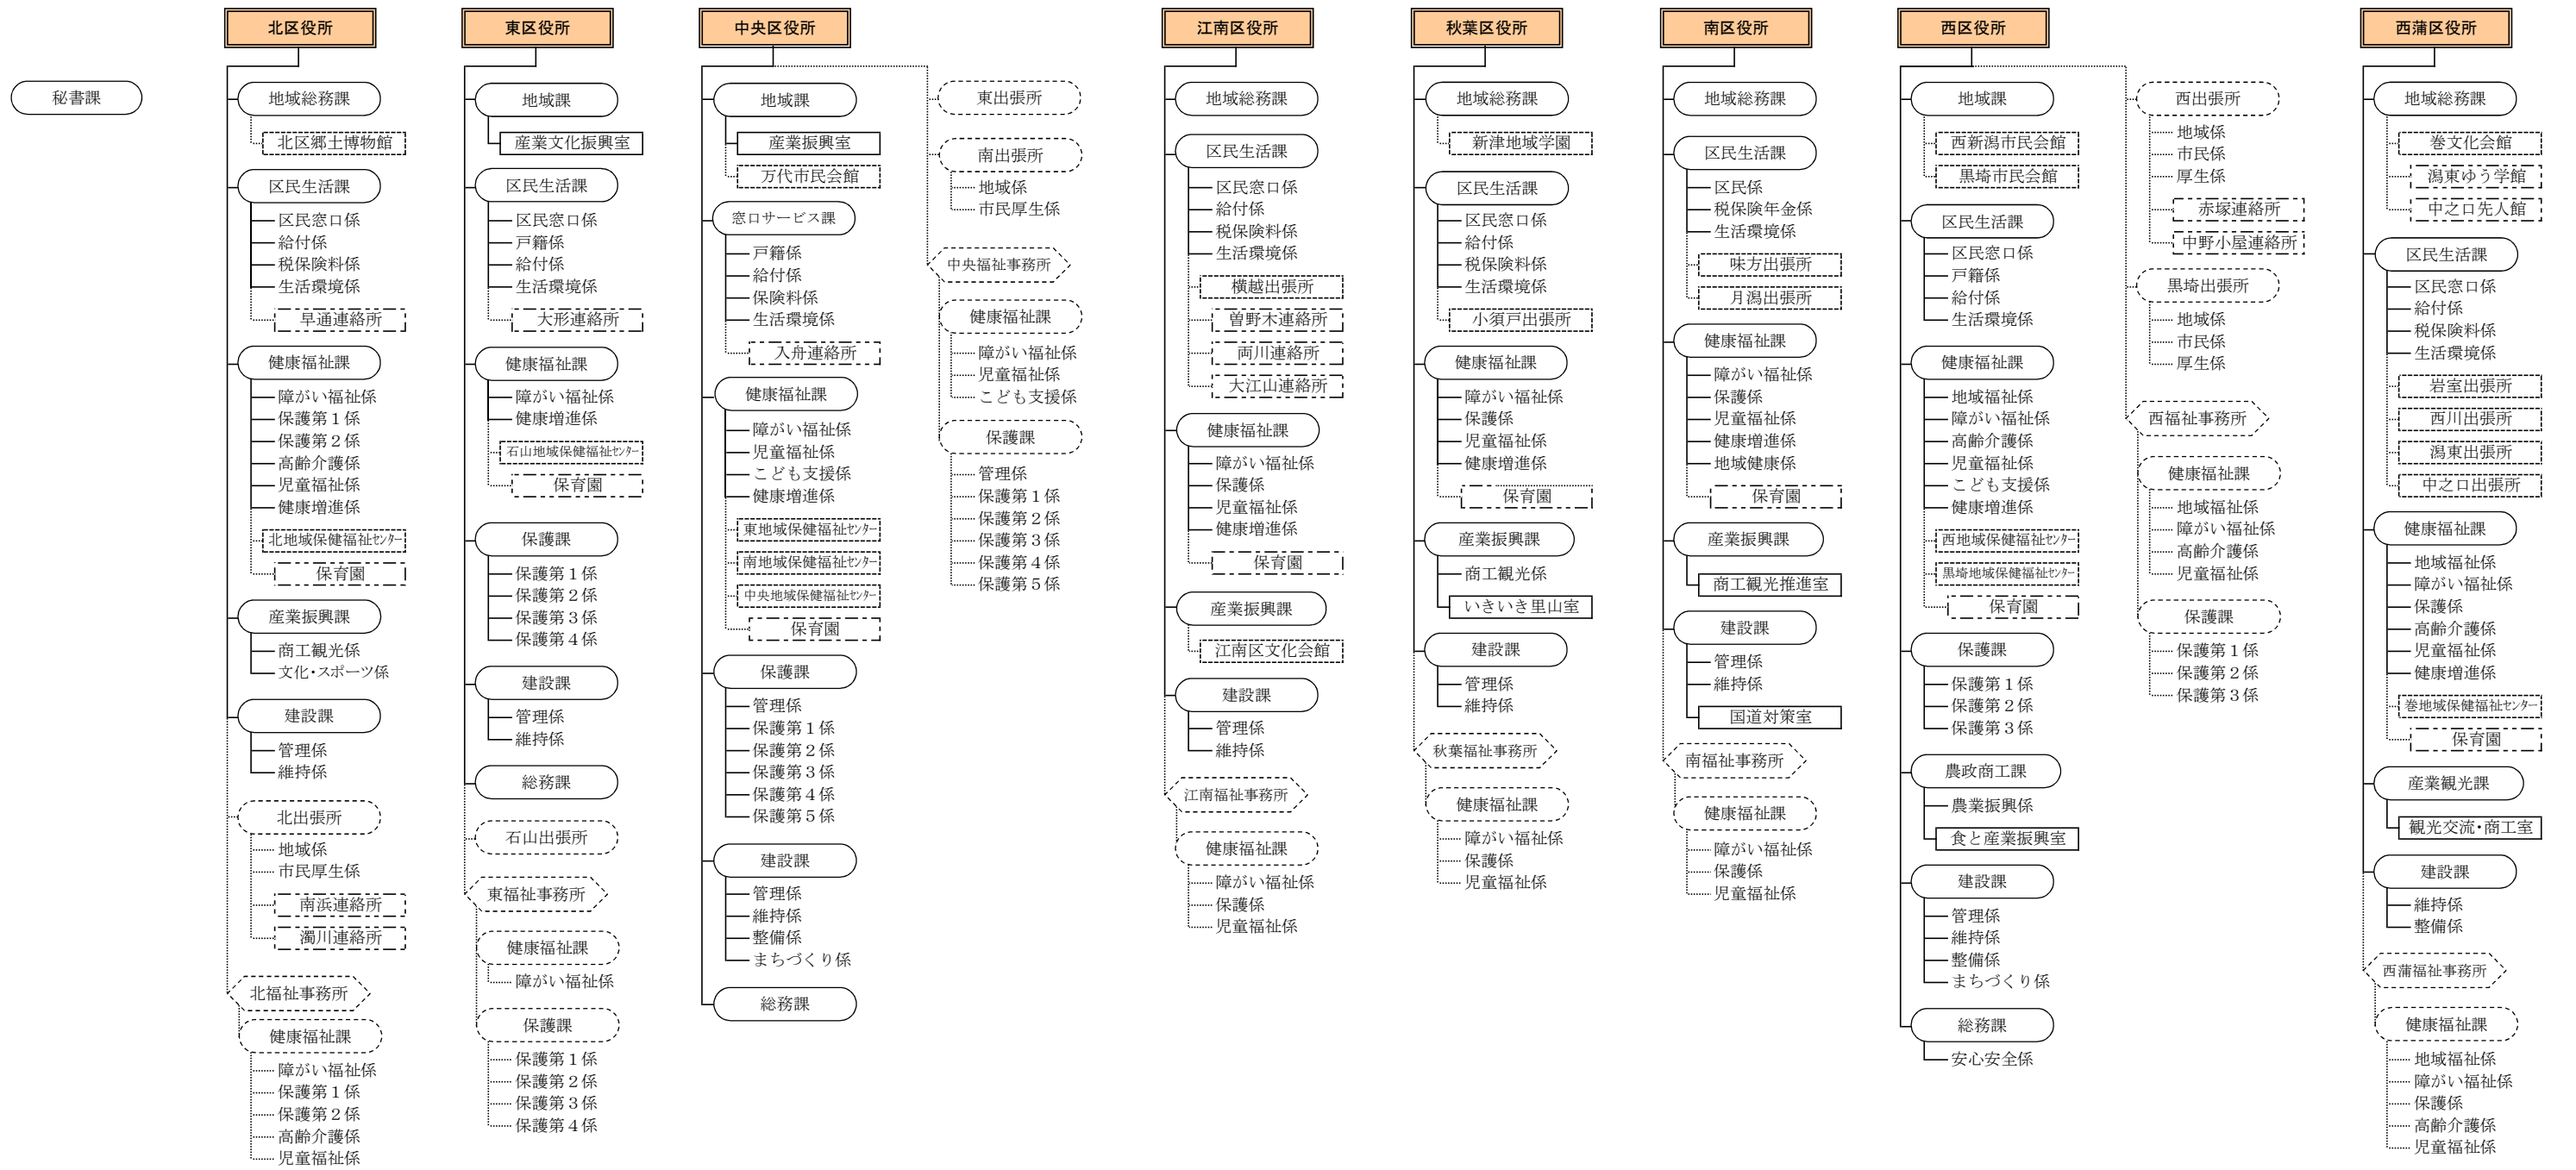 秘書課
北区役所
地域総務課
北区郷土博物館
区民生活課
区民窓口係
給付係
税保険料係
生活環境係
早通連絡所
健康福祉課
障がい福祉係
保護第１係
保護第２係
高齢介護係
児童福祉係
健康増進係
北地域保健福祉センター
保育園
産業振興課
商工観光係
文化・スポーツ係
建設課
管理係
維持係
北出張所
地域係
市民厚生係
南浜連絡所
濁川連絡所
北福祉事務所
健康福祉課
障がい福祉係
保護第１係
保護第２係
高齢介護係
児童福祉係
東区役所
地域課
産業文化振興室
区民生活課
区民窓口係
戸籍係
給付係
生活環境係
大形連絡所
健康福祉課
障がい福祉係
健康増進係
石山地域保健福祉センター
保育園
保護課
保護第１係
保護第２係
保護第３係
保護第４係
建設課
管理係
維持係
総務課
石山出張所
東福祉事務所
健康福祉課
障がい福祉係
保護課
保護第１係
保護第２係
保護第３係
保護第４係
中央区役所
地域課
産業振興室
万代市民会館
窓口サービス課
戸籍係
給付係
保険料係
生活環境係
入舟連絡所
健康福祉課
障がい福祉係
児童福祉係
こども支援係
健康増進係
東地域保健福祉センター
南地域保健福祉センター
中央地域保健福祉センター
保育園
保護課
管理係
保護第１係
保護第２係
保護第３係
保護第４係
保護第５係
建設課
管理係
維持係
整備係
まちづくり係
総務課
東出張所
南出張所
地域係
市民厚生係
中央福祉事務所
健康福祉課
障がい福祉係
児童福祉係
こども支援係
保護課
管理係
保護第１係
保護第２係
保護第３係
保護第４係
保護第５係
江南区役所
地域総務課
区民生活課
区民窓口係
給付係
税保険料係
生活環境係
横越出張所
曽野木連絡所
両川連絡所
大江山連絡所
健康福祉課
障がい福祉係
保護係
児童福祉係
健康増進係
保育園
産業振興課
江南区文化会館
建設課
管理係
維持係
江南福祉事務所
健康福祉課
障がい福祉係
保護係
児童福祉係
秋葉区役所
地域総務課
新津地域学園
区民生活課
区民窓口係
給付係
税保険料係
生活環境係
小須戸出張所
健康福祉課
障がい福祉係
保護係
児童福祉係
健康増進係
保育園
産業振興課
商工観光係
いきいき里山室
建設課
管理係
維持係
秋葉福祉事務所
健康福祉課
障がい福祉係
保護係
児童福祉係
南区役所
地域総務課
区民生活課
区民係
税保険年金係
生活環境係
味方出張所
月潟出張所
健康福祉課
障がい福祉係
保護係
児童福祉係
健康増進係
地域健康係
保育園
産業振興課
商工観光推進室
建設課
管理係
維持係
国道対策室
南福祉事務所
健康福祉課
障がい福祉係
保護係
児童福祉係
西区役所
地域課
西新潟市民会館
黒埼市民会館
区民生活課
区民窓口係
戸籍係
給付係
生活環境係
健康福祉課
地域福祉係
障がい福祉係
高齢介護係
児童福祉係
こども支援係
健康増進係
西地域保健福祉センター
黒埼地域保健福祉センター
保育園
保護課
保護第１係
保護第２係
保護第３係
農政商工課
農業振興係
食と産業振興室
建設課
管理係
維持係
整備係
まちづくり係
総務課
安心安全係
西出張所
地域係
市民係
厚生係
赤塚連絡所
中野小屋連絡所
黒埼出張所
地域係
市民係
厚生係
西福祉事務所
健康福祉課
地域福祉係
障がい福祉係
高齢介護係
児童福祉係
保護課
保護第１係
保護第２係
保護第３係
西蒲区役所
地域総務課
巻文化会館
潟東ゆう学館
中之口先人館
区民生活課
区民窓口係
給付係
税保険料係
生活環境係
岩室出張所
西川出張所
潟東出張所
中之口出張所
健康福祉課
地域福祉係
障がい福祉係
保護係
高齢介護係
児童福祉係
健康増進係
巻地域保健福祉センター
保育園
産業観光課
観光交流・商工室
建設課
維持係
整備係
西蒲福祉事務所
健康福祉課
地域福祉係
障がい福祉係
保護係
高齢介護係
児童福祉係